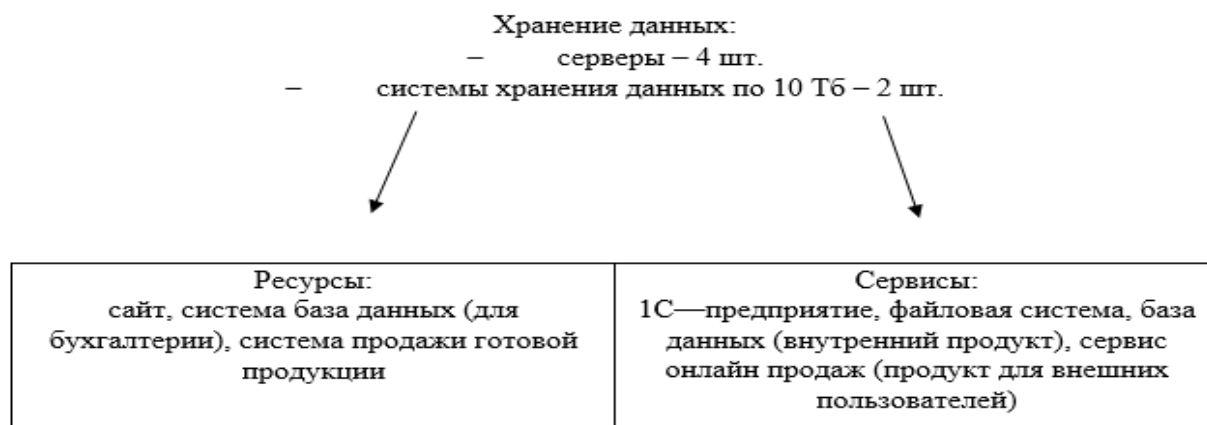 Хранение данных:
– серверы – 4 шт.
– системы хранения данных по 10 Тб – 2 шт.
Ресурсы:
сайт, система база данных (для
бухгалтерии), система продажи готовой
продукции
Сервисы:
1С—предприятие, файловая система, база
данных (внутренний продукт), сервис
онлайн продаж (продукт для внешних
пользователей)